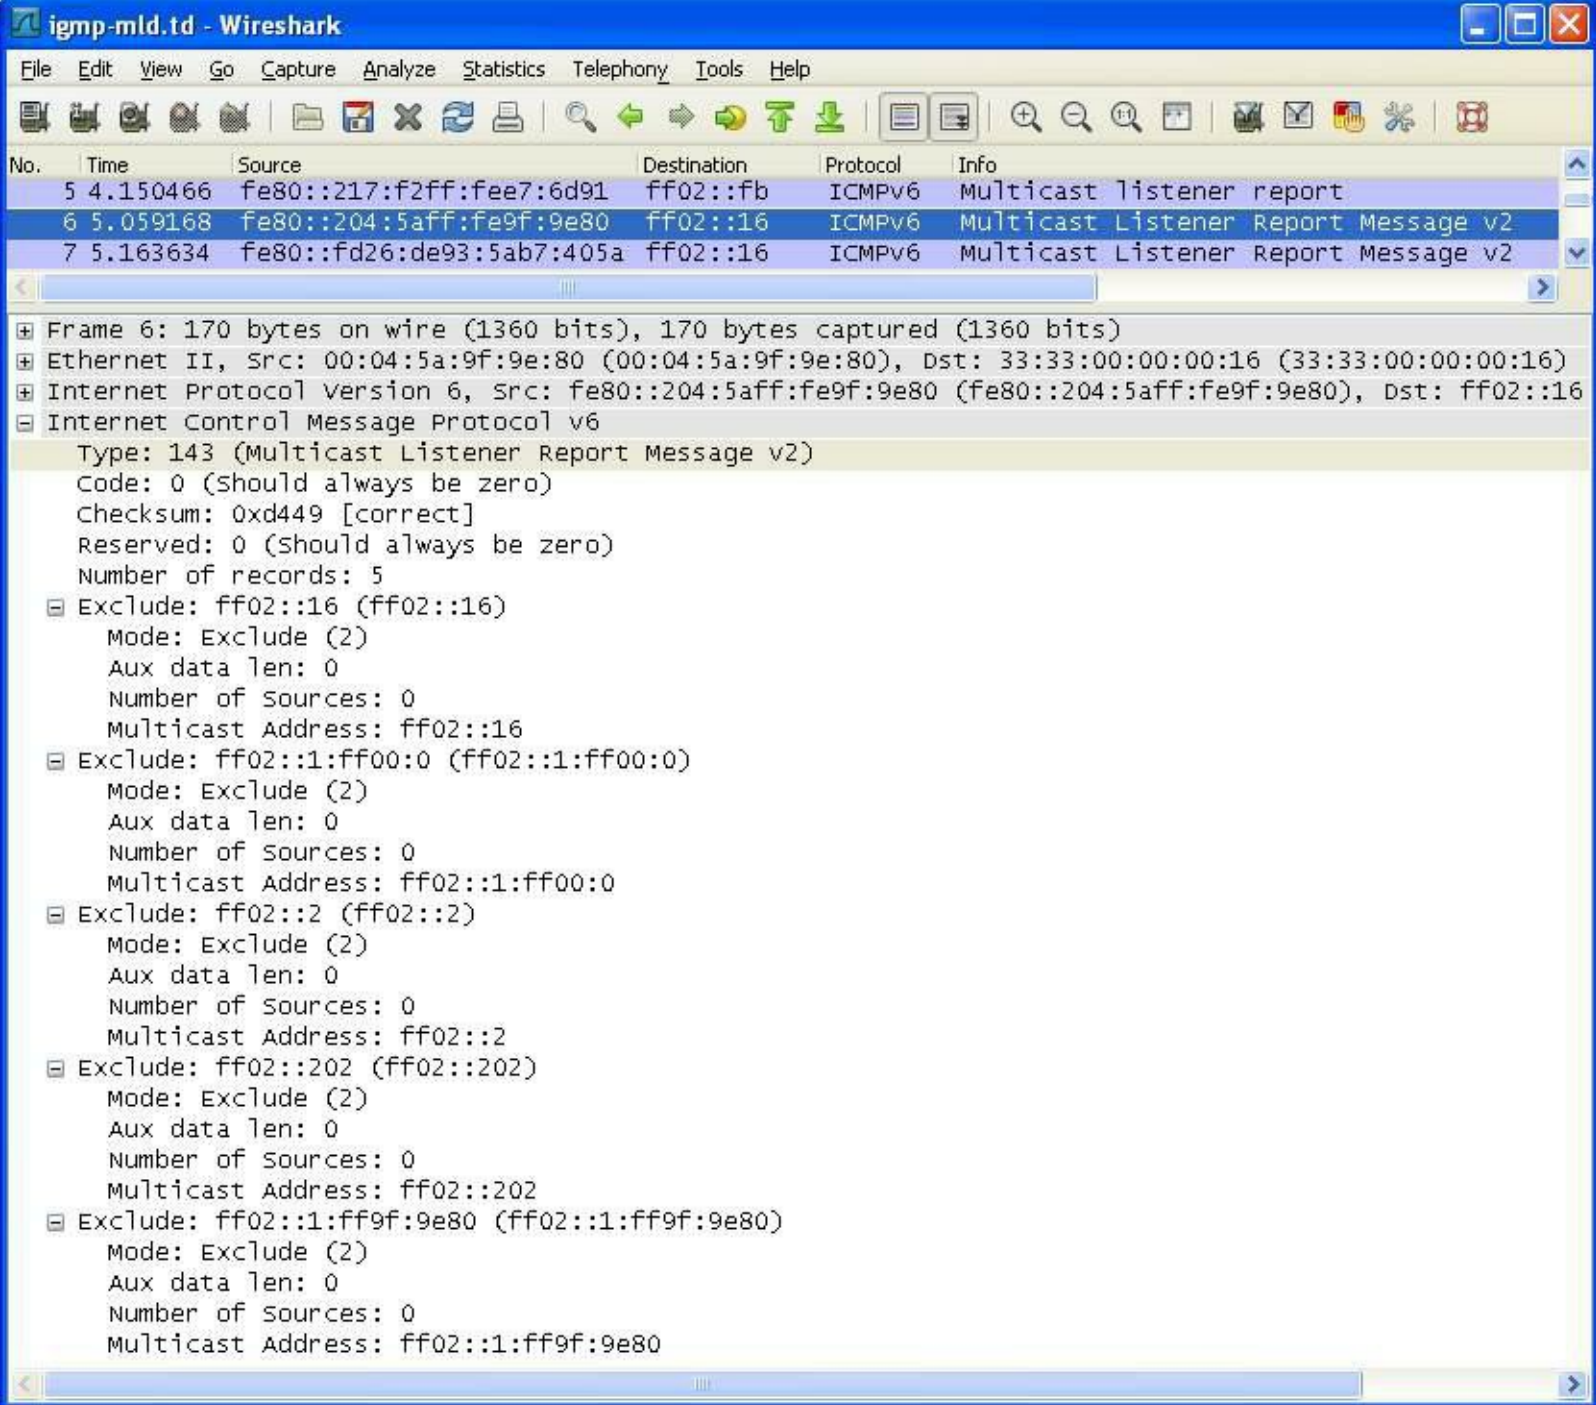 igmp-mld.td - Wireshark
File Edit View Go Capture Analyze Statistics Telephony Tools Help
No. Time Source Destination Protocol Info
5 4.150466 fe80::217:f2ff:fee7:6d91 ff02::fb ICMPv6 Multicast listener report
6 5.059168 fe80::204:5aff:fe9f:9e80 ff02::16 ICMPv6 Multicast Listener Report Message v2
7 5.163634 fe80::fd26:de93:5ab7:405a ff02::16 ICMPv6 Multicast Listener Report Message v2
Frame 6: 170 bytes on wire (1360 bits), 170 bytes captured (1360 bits)
Ethernet II, Src: 00:04:5a:9f:9e:80 (00:04:5a:9f:9e:80), Dst: 33:33:00:00:00:16 (33:33:00:00:00:16)
Internet Protocol Version 6, Src: fe80::204:5aff:fe9f:9e80 (fe80::204:5aff:fe9f:9e80), Dst: ff02::16
Internet Control Message Protocol v6
Type: 143 (Multicast Listener Report Message v2)
Code: 0 (Should always be zero)
Checksum: 0xd449 [correct]
Reserved: 0 (Should always be zero)
Number of records: 5
Exclude: ff02::16 (ff02::16)
Mode: Exclude (2)
Aux data len: 0
Number of Sources: 0
Multicast Address: ff02::16
Exclude: ff02::1:ff00:0 (ff02::1:ff00:0)
Mode: Exclude (2)
Aux data len: 0
Number of Sources: 0
Multicast Address: ff02::1:ff00:0
Exclude: ff02::2 (ff02::2)
Mode: Exclude (2)
Aux data len: 0
Number of Sources: 0
Multicast Address: ff02::2
Exclude: ff02::202 (ff02::202)
Mode: Exclude (2)
Aux data len: 0
Number of Sources: 0
Multicast Address: ff02::202
Exclude: ff02::1:ff9f:9e80 (ff02::1:ff9f:9e80)
Mode: Exclude (2)
Aux data len: 0
Number of Sources: 0
Multicast Address: ff02::1:ff9f:9e80